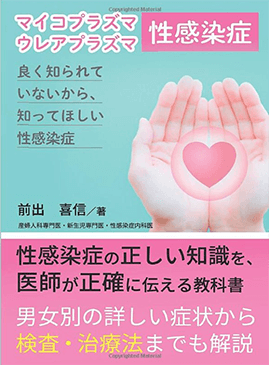 Copyrighted Material
マイコプラズマ
ウレアプラズマ
性感染症
良く知られて
いないから、
知ってほしい
性感染症
前出 喜信／著
産婦人科専門医・新生児専門医・性感染症内科医
性感染症の正しい知識を、
医師が正確に伝える教科書
男女別の詳しい症状から
検査・治療法までも解説